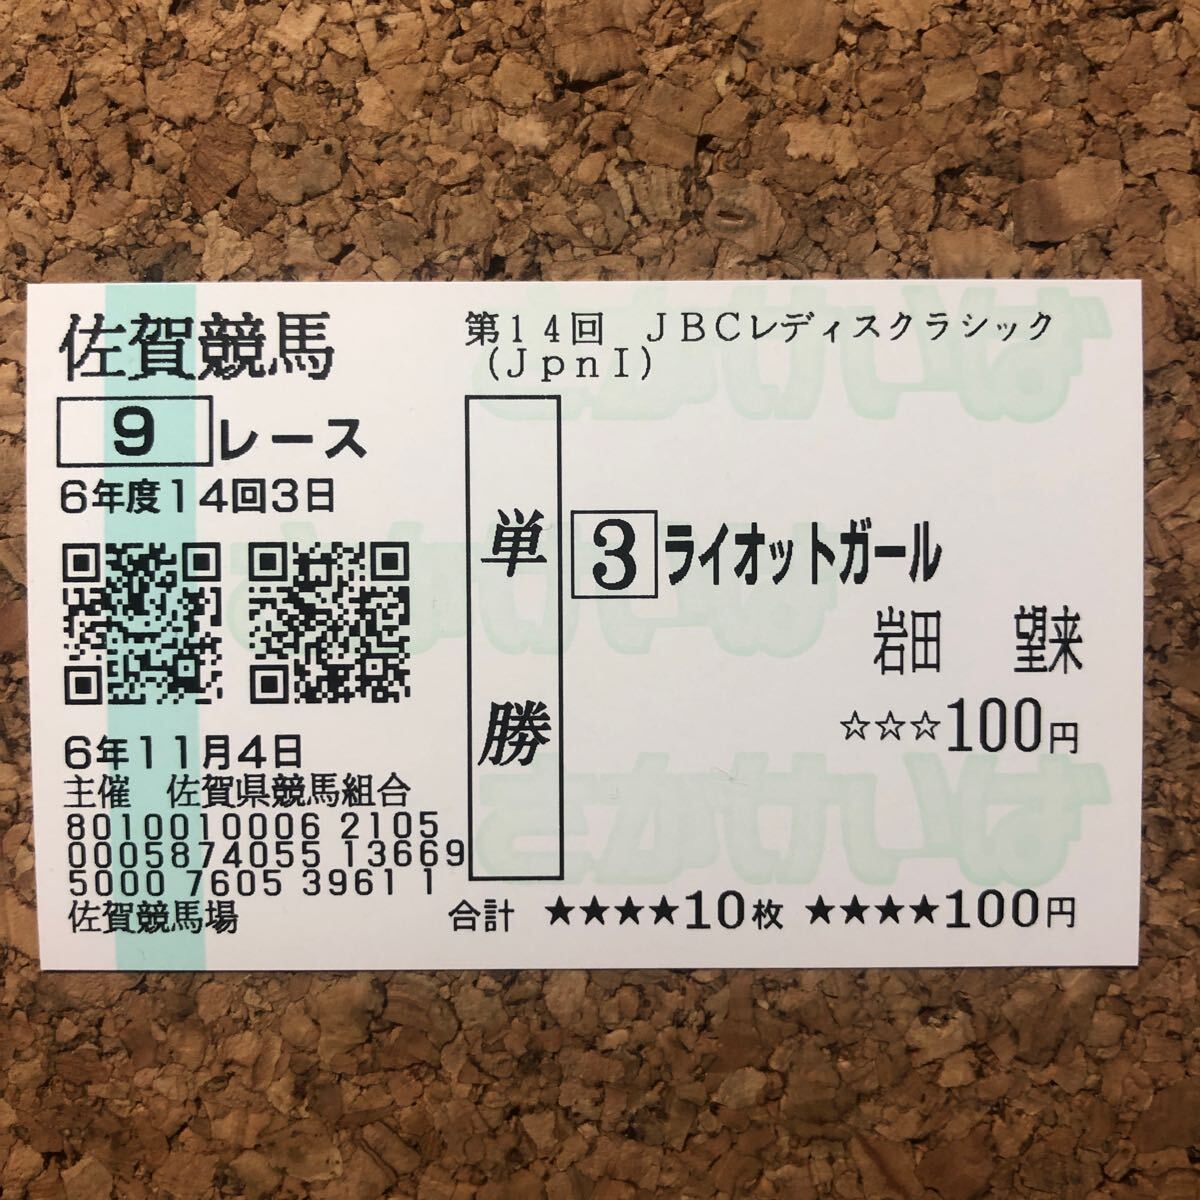 佐賀競馬
第14回 JBCレディスクラシック
(JpnI)
9レース
6年度14回3日
単勝
3 ライオットガール
岩田 望来
☆☆☆100円
6年11月4日
主催 佐賀県競馬組合
8010010006 2105
0005874055 13669
5000 7605 3961 1
佐賀競馬場
合計 ★★★★10枚 ★★★★100円